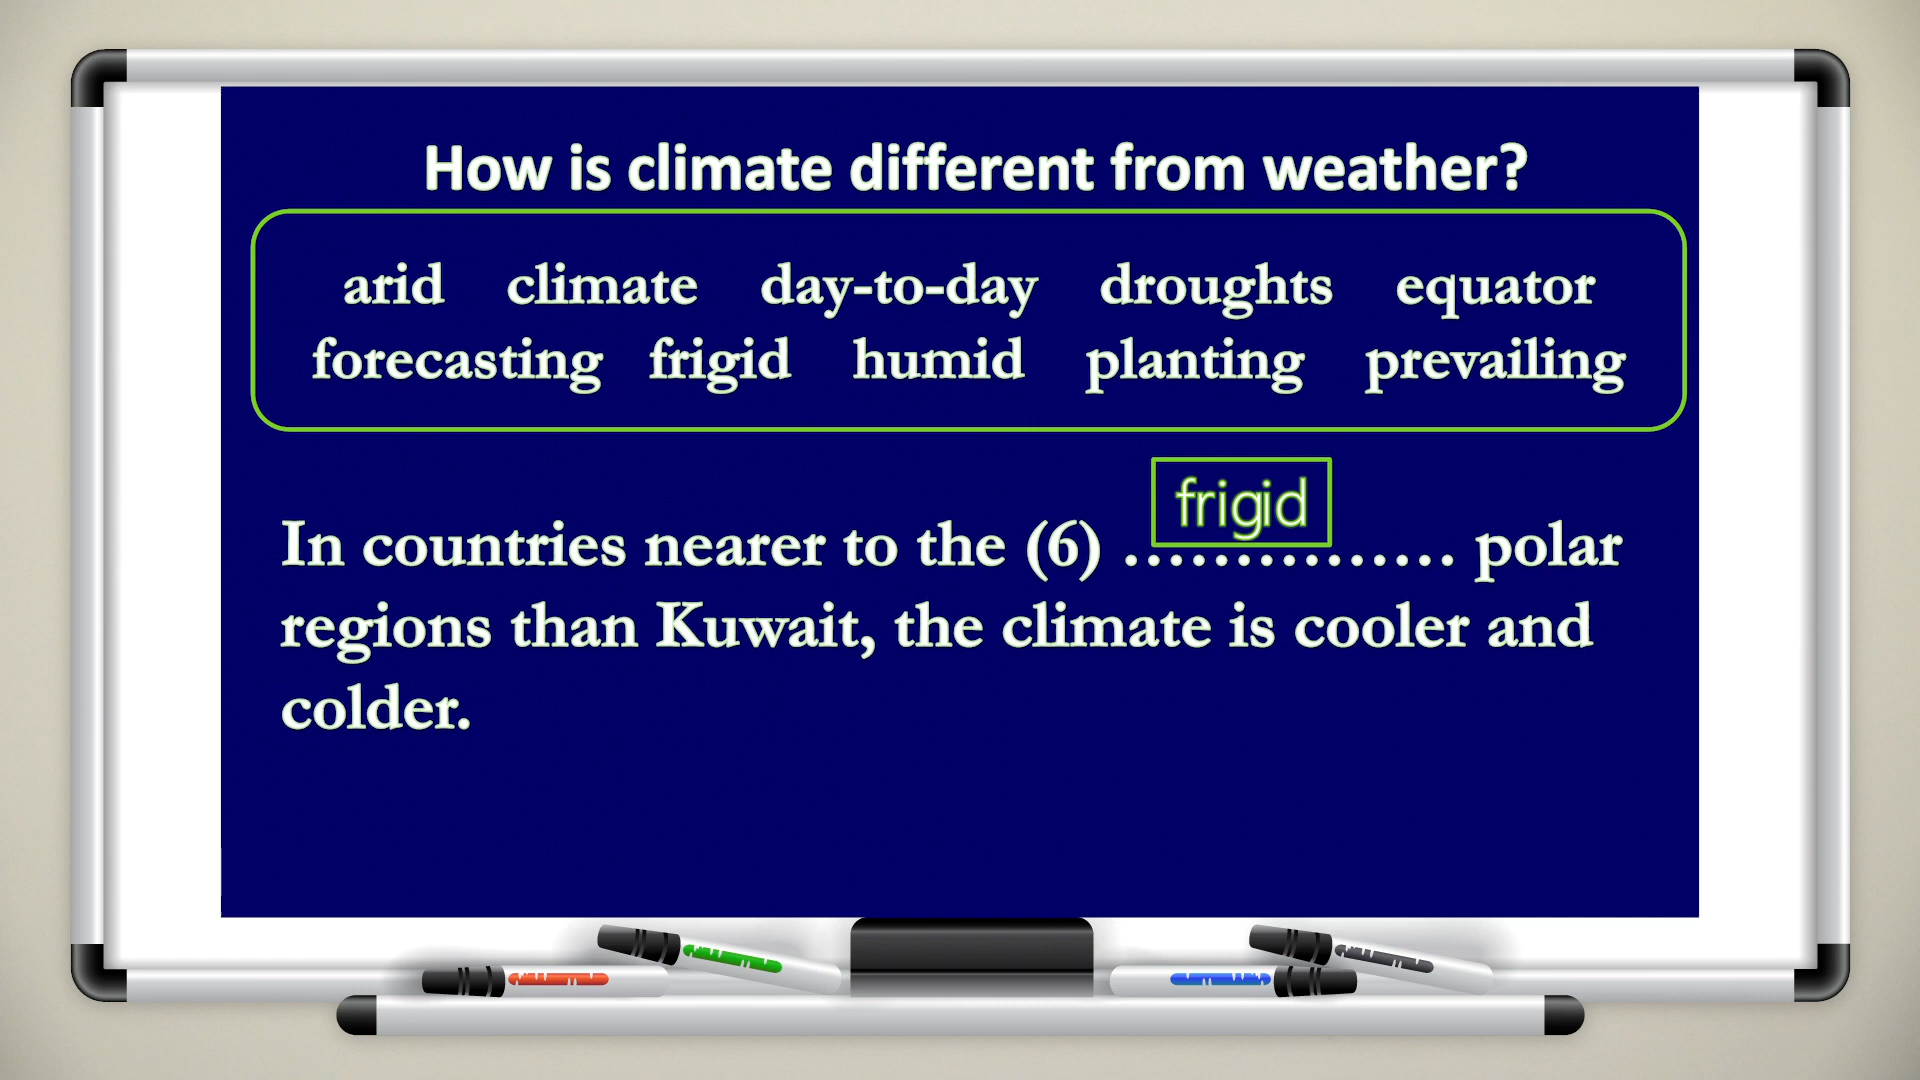 How is climate different from weather?
arid climate day-to-day droughts equator
forecasting frigid humid planting prevailing
frigid
In countries nearer to the (6) …………… polar
regions than Kuwait, the climate is cooler and
colder.